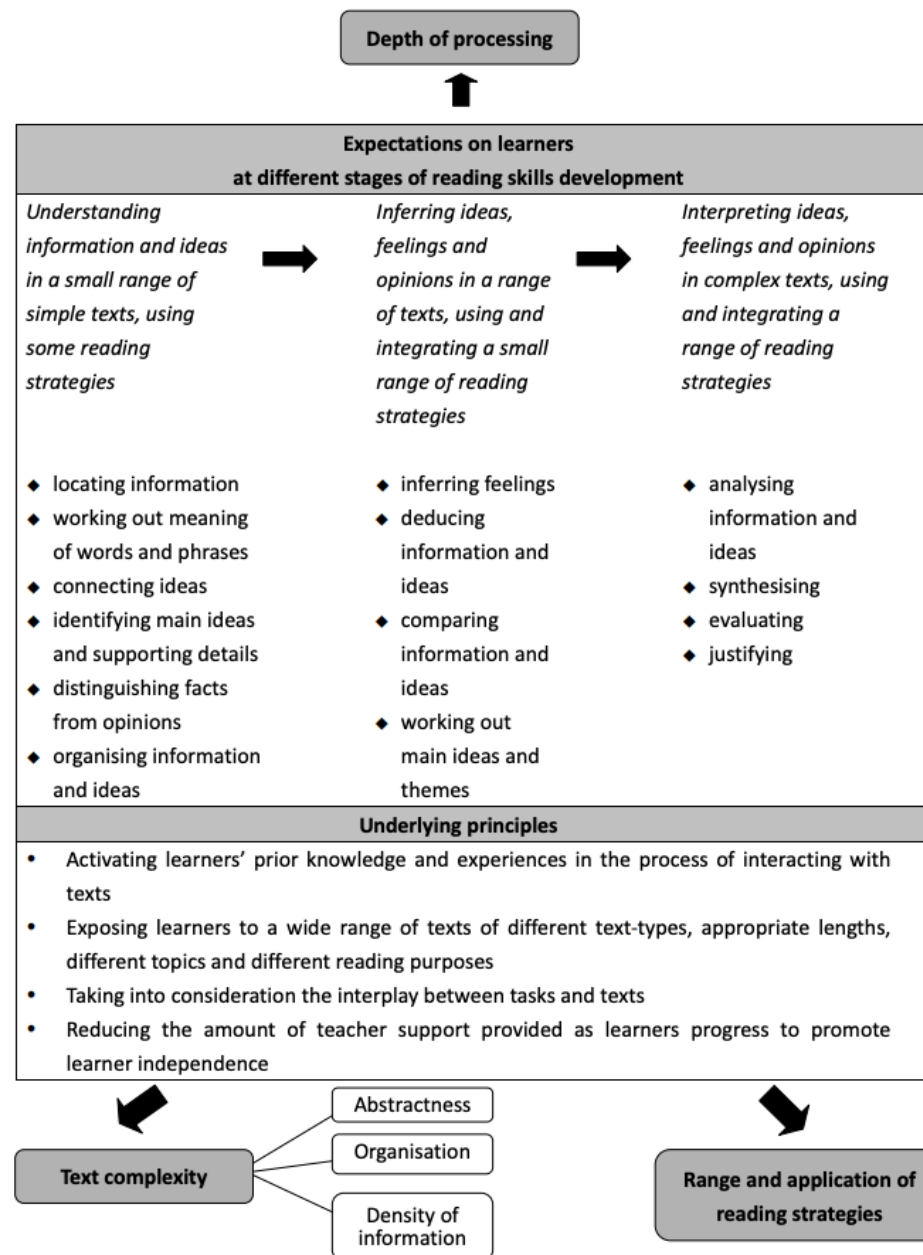 Depth of processing
Expectations on learners
at different stages of reading skills development
Understanding
information and ideas
in a small range of
simple texts, using
some reading
strategies
Inferring ideas,
feelings and
opinions in a range
of texts, using and
integrating a small
range of reading
strategies
Interpreting ideas,
feelings and opinions
in complex texts, using
and integrating a
range of reading
strategies
◆ locating information
◆ working out meaning
of words and phrases
◆ connecting ideas
◆ identifying main ideas
and supporting details
◆ distinguishing facts
from opinions
◆ organising information
and ideas
◆ inferring feelings
◆ deducing
information and
ideas
◆ comparing
information and
ideas
◆ working out
main ideas and
themes
◆ analysing
information and
ideas
◆ synthesising
◆ evaluating
◆ justifying
Underlying principles
• Activating learners’ prior knowledge and experiences in the process of interacting with
texts
• Exposing learners to a wide range of texts of different text-types, appropriate lengths,
different topics and different reading purposes
• Taking into consideration the interplay between tasks and texts
• Reducing the amount of teacher support provided as learners progress to promote
learner independence
Text complexity
Abstractness
Organisation
Density of
information
Range and application of
reading strategies